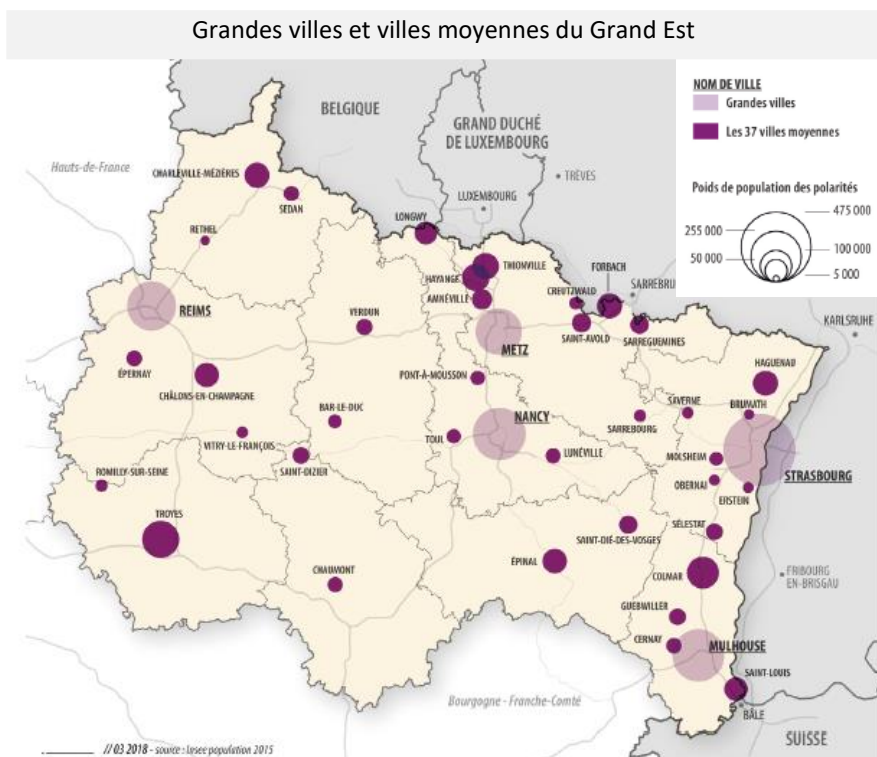 Grandes villes et villes moyennes du Grand Est
NOM DE VILLE
Grandes villes
Les 37 villes moyennes
Poids de population des polarités
475 000
255 000
100 000
50 000
5 000
BELGIQUE
GRAND DUCHÉ
DE LUXEMBOURG
Hauts-de-France
TRÈVES
LUXEMBOURG
CHARLEVILLE-MÉZIÈRES
SEDAN
LONGWY
RETHEL
THIONVILLE
HAYANGE
FORBACH
CREUTZWALD
SARREBRU
AMNÉVILLE
REIMS
VERDUN
SAINT-AVOLD
SARREGUEMINES
KARLSRUHE
METZ
ÉPERNAY
HAGUENAU
PONT-À-MOUSSON
CHÂLONS-EN-CHAMPAGNE
SAVERNE
BRUMATH
BAR-LE-DUC
NANCY
SARREBOURG
VITRY-LE-FRANÇOIS
TOUL
LUNÉVILLE
MOLSHEIM
SAINT-DIZIER
ROMILLY-SUR-SEINE
STRASBOURG
OBERNAI
ERSTEIN
TROYES
SÉLESTAT
SAINT-DIÉ-DES-VOSGES
ÉPINAL
CHAUMONT
COLMAR
FRIBOURG
EN-BRISGAU
GUEBWILLER
CERNAY
MULHOUSE
SAINT-LOUIS
Bourgogne - Franche-Comté
BÂLE
SUISSE
// 03 2018 - source : Insee population 2015